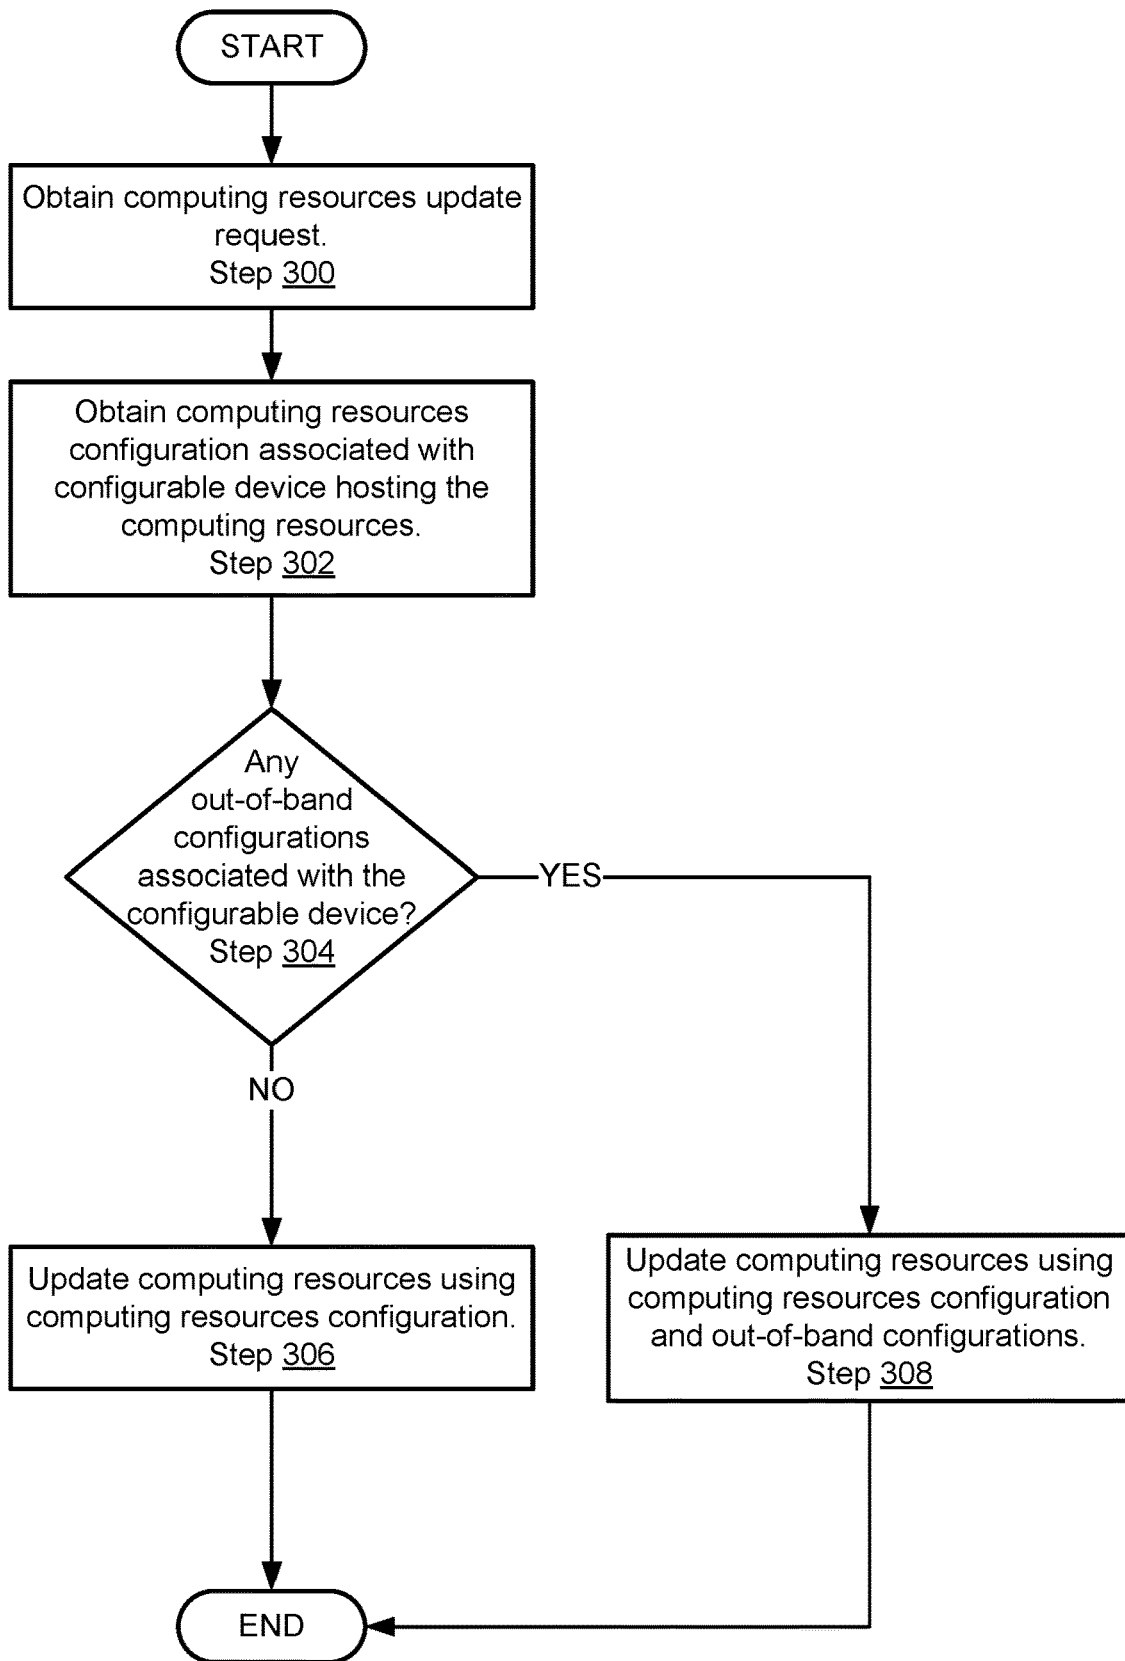 START
Obtain computing resources update
request.
Step 300
Obtain computing resources
configuration associated with
configurable device hosting the
computing resources.
Step 302
Any
out-of-band
configurations
associated with the
configurable device?
Step 304
YES
NO
Update computing resources using
computing resources configuration.
Step 306
Update computing resources using
computing resources configuration
and out-of-band configurations.
Step 308
END